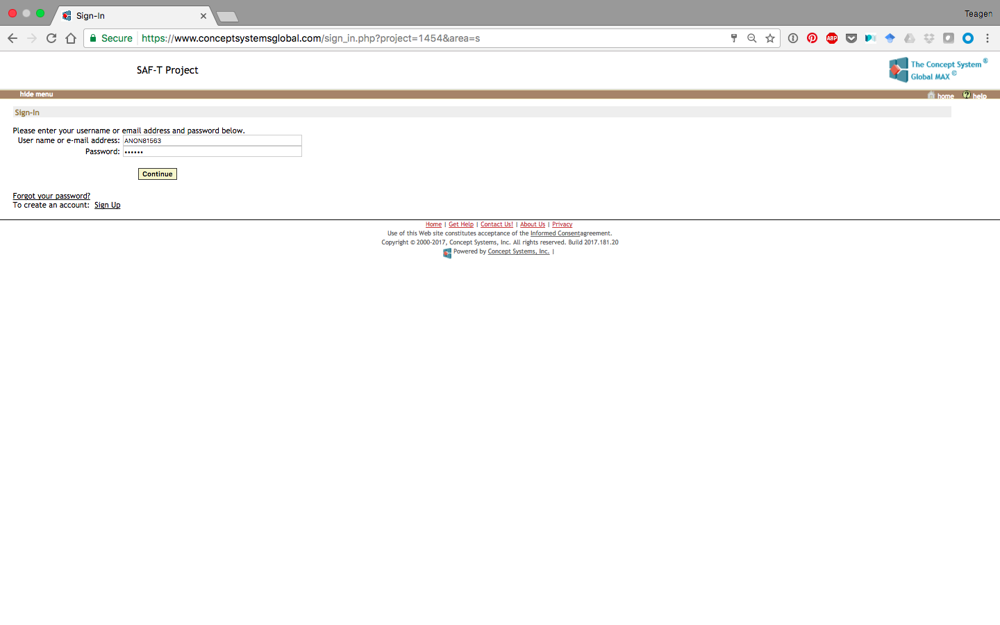 Sign-In
Teagen
Secure https://www.conceptsystemsglobal.com/sign_in.php?project=1454&area=s
ABP
SAF-T Project
The Concept System ®
Global MAX ©
hide menu
home
help
Sign-In
Please enter your username or email address and password below.
User name or e-mail address: ANON81563
Password: ••••••
Continue
Forgot your password?
To create an account: Sign Up
Home | Get Help | Contact Us! | About Us | Privacy
Use of this Web site constitutes acceptance of the Informed Consentagreement.
Copyright © 2000-2017, Concept Systems, Inc. All rights reserved. Build 2017.181.20
Powered by Concept Systems, Inc. |